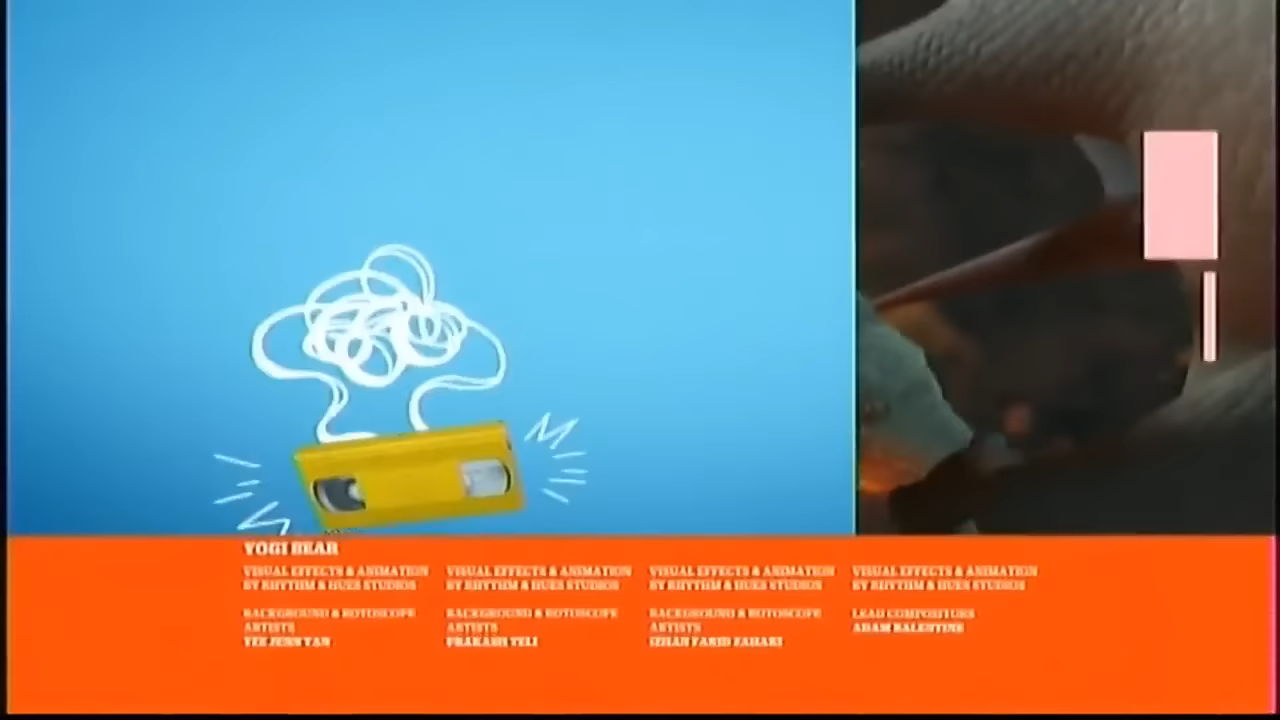 YOGI BEAR
VISUAL EFFECTS & ANIMATION
BY RHYTHM & HUES STUDIOS
BACKGROUND & ROTOSCOPE
ARTISTS
YEE JENN YAN
VISUAL EFFECTS & ANIMATION
BY RHYTHM & HUES STUDIOS
BACKGROUND & ROTOSCOPE
ARTISTS
PRAKASH TELI
VISUAL EFFECTS & ANIMATION
BY RHYTHM & HUES STUDIOS
BACKGROUND & ROTOSCOPE
ARTISTS
VISUAL EFFECTS & ANIMATION
BY RHYTHM & HUES STUDIOS
LEAD COMPOSITORS
ADAM BALENTINE